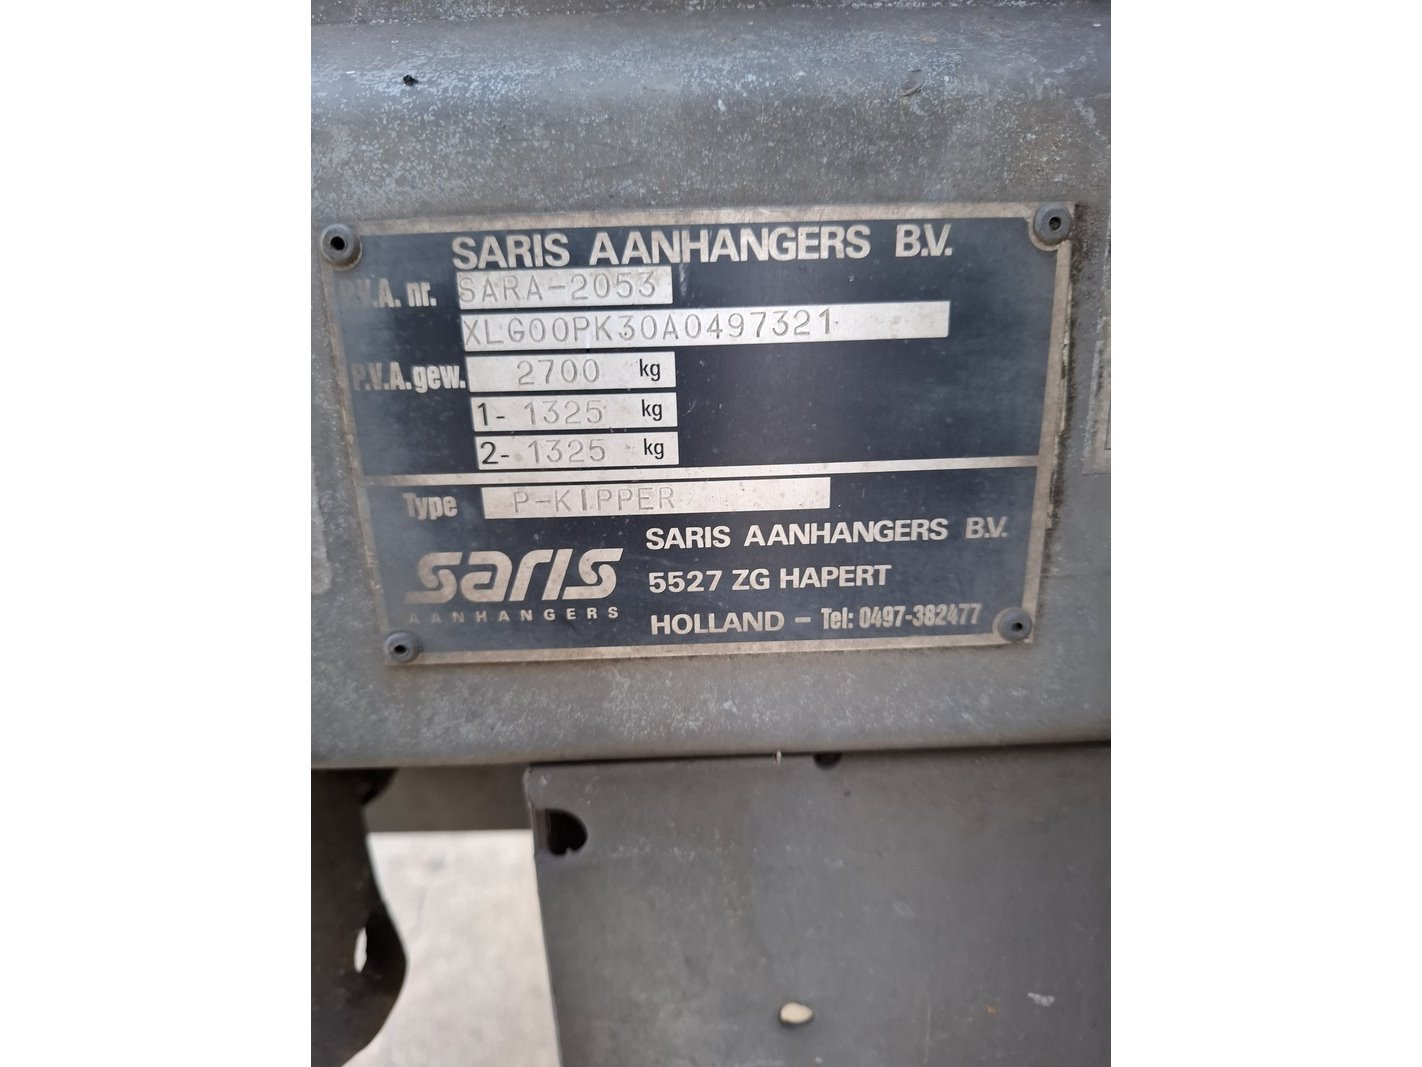 SARIS AANHANGERS B.V.
P.V.A. nr. SARA-2053
XLG00PK30A0497321
P.V.A. gew. 2700 kg
1- 1325 kg
2- 1325 kg
Type P-KIPPER
saris
AANHANGERS
SARIS AANHANGERS B.V.
5527 ZG HAPERT
HOLLAND - Tel: 0497-382477